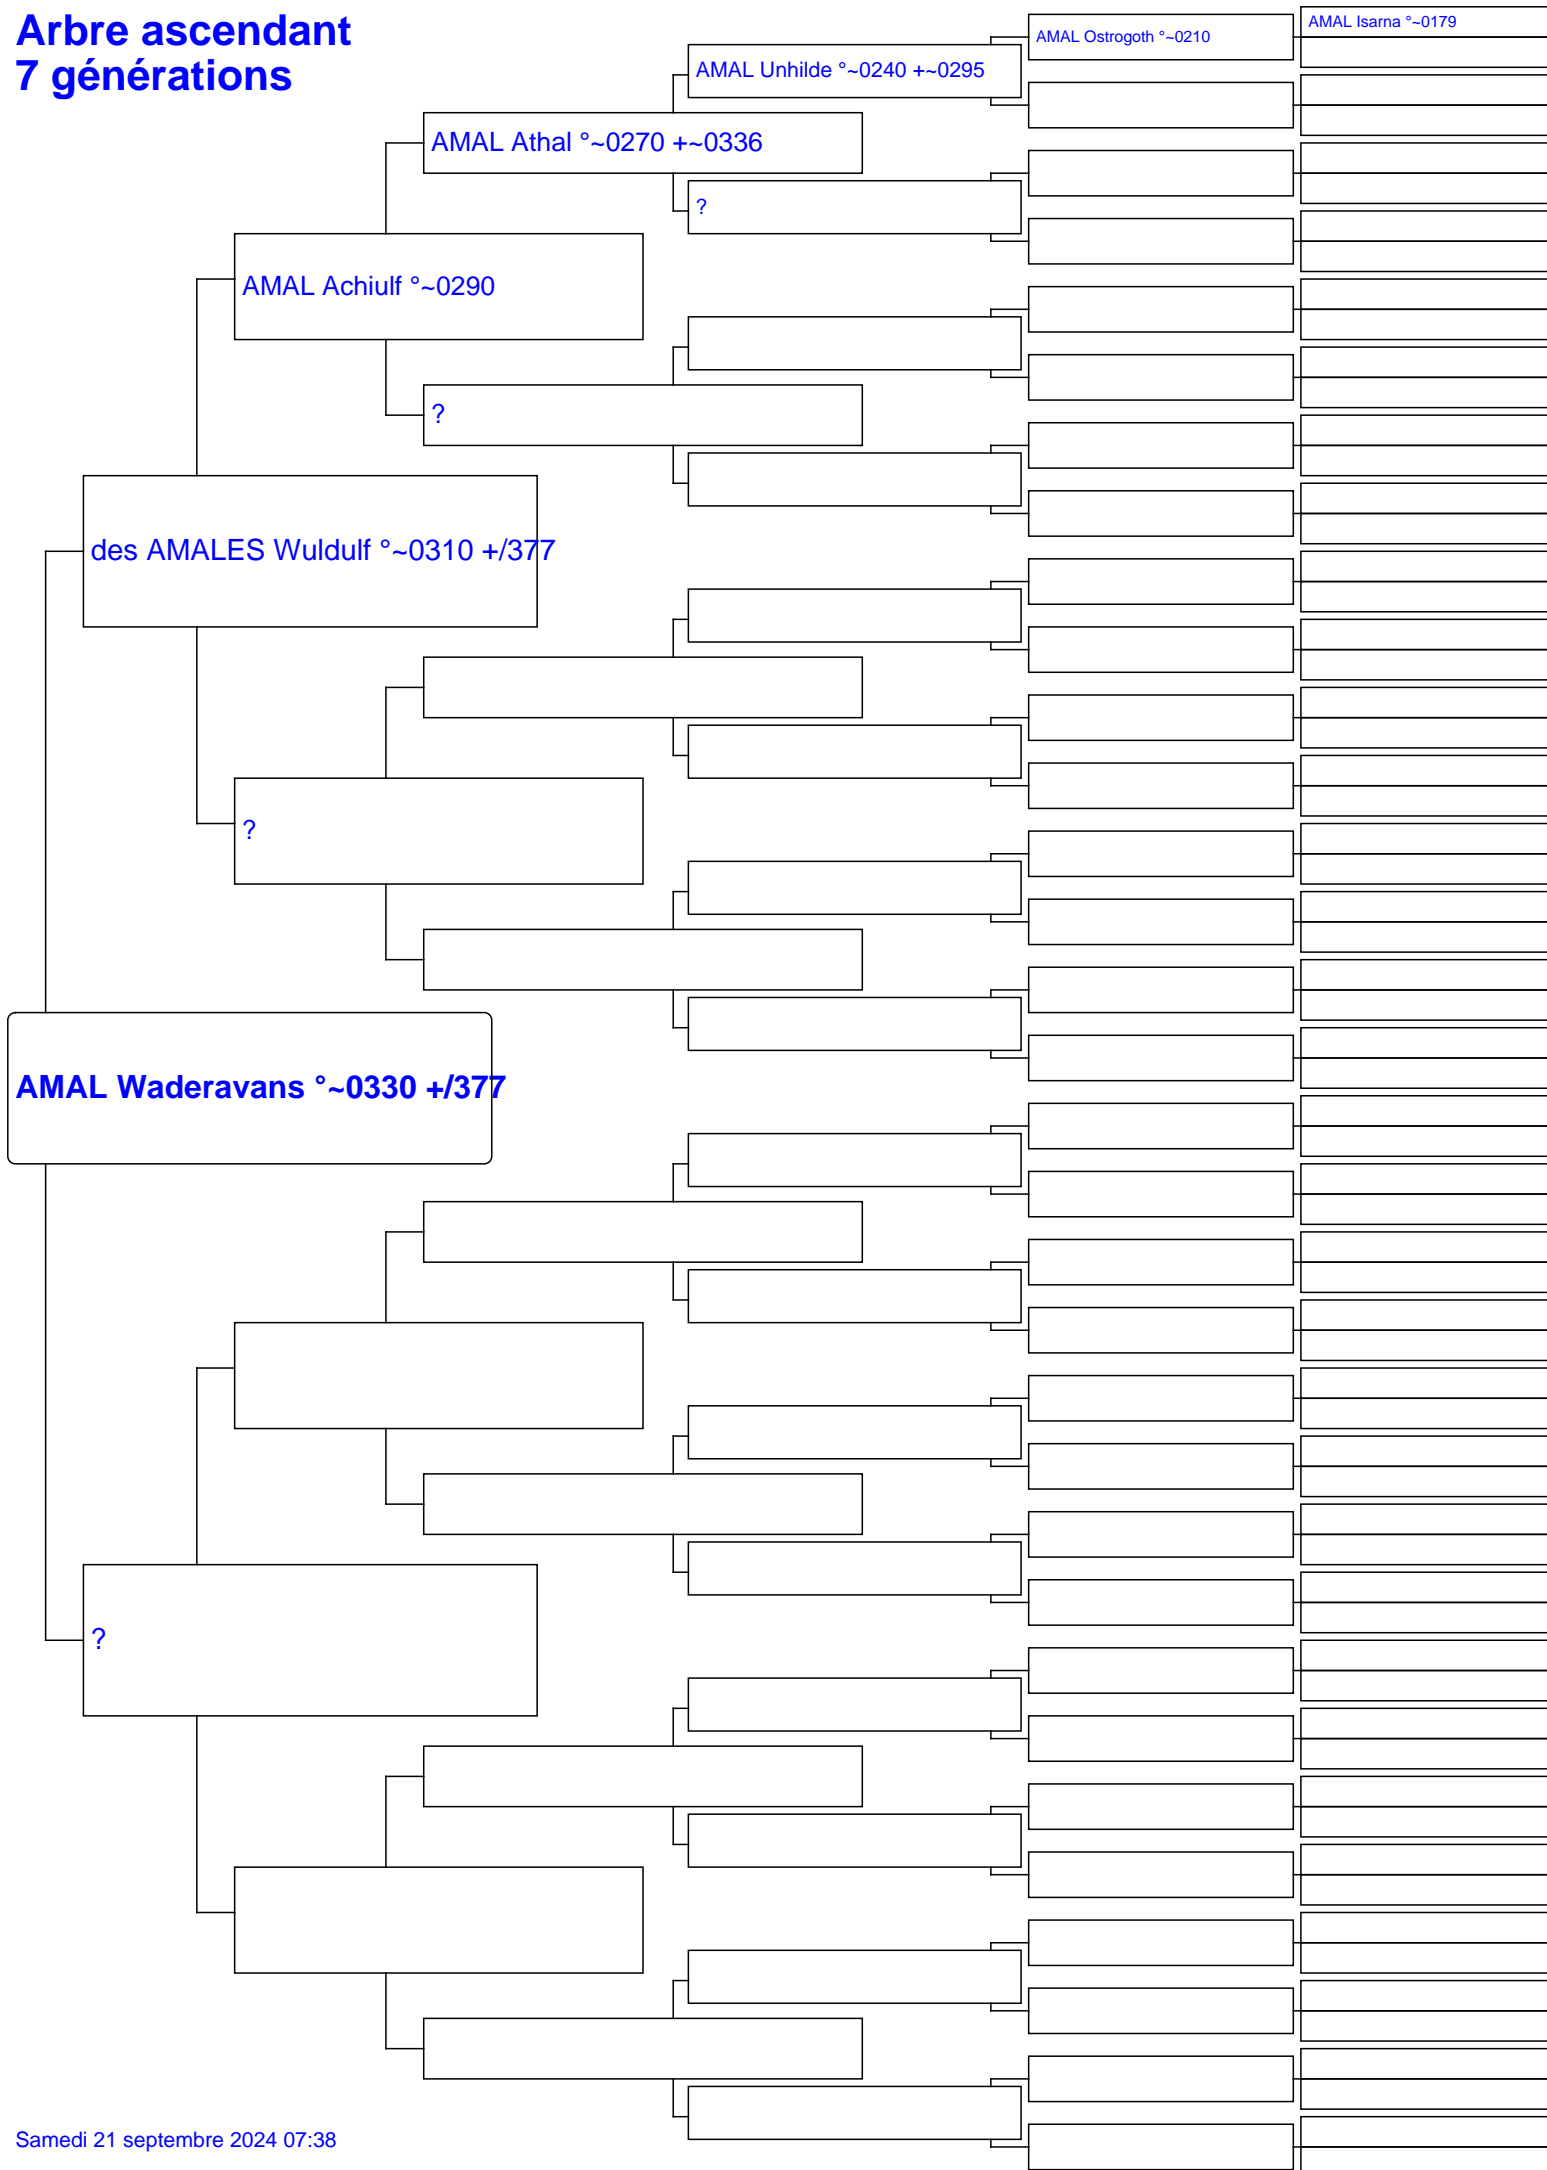 Arbre ascendant
7 générations
AMAL Isarna °~0179
AMAL Ostrogoth °~0210
AMAL Unhilde °~0240 +~0295
AMAL Athal °~0270 +~0336
?
AMAL Achiulf °~0290
?
des AMALES Wuldulf °~0310 +/377
?
AMAL Waderavans °~0330 +/377
?
Samedi 21 septembre 2024 07:38